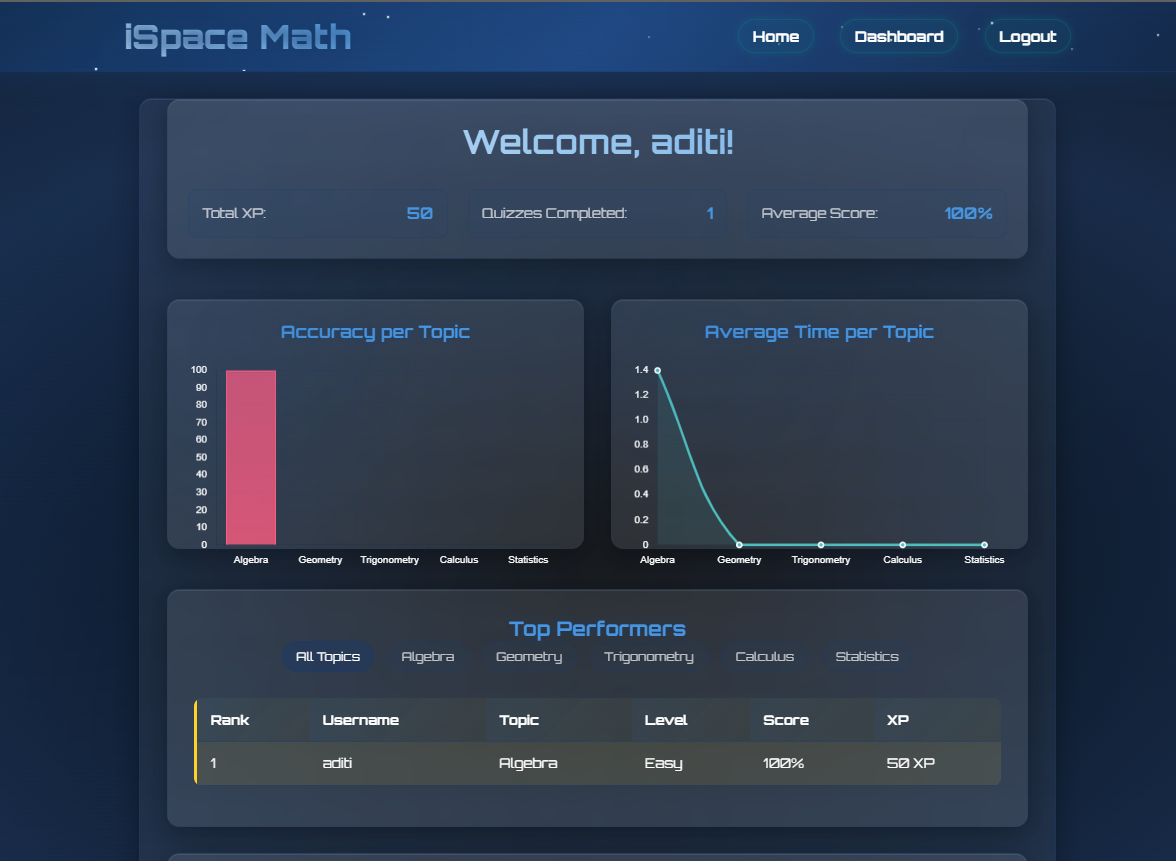 iSpace Math
Home Dashboard Logout
Welcome, aditi!
Total XP: 50 Quizzes Completed: 1 Average Score: 100%
Accuracy per Topic
100
90
80
70
60
50
40
30
20
10
0
Algebra Geometry Trigonometry Calculus Statistics
Average Time per Topic
1.4
1.2
1.0
0.8
0.6
0.4
0.2
0
Algebra Geometry Trigonometry Calculus Statistics
Top Performers
All Topics Algebra Geometry Trigonometry Calculus Statistics
Rank Username Topic Level Score XP
1 aditi Algebra Easy 100% 50 XP